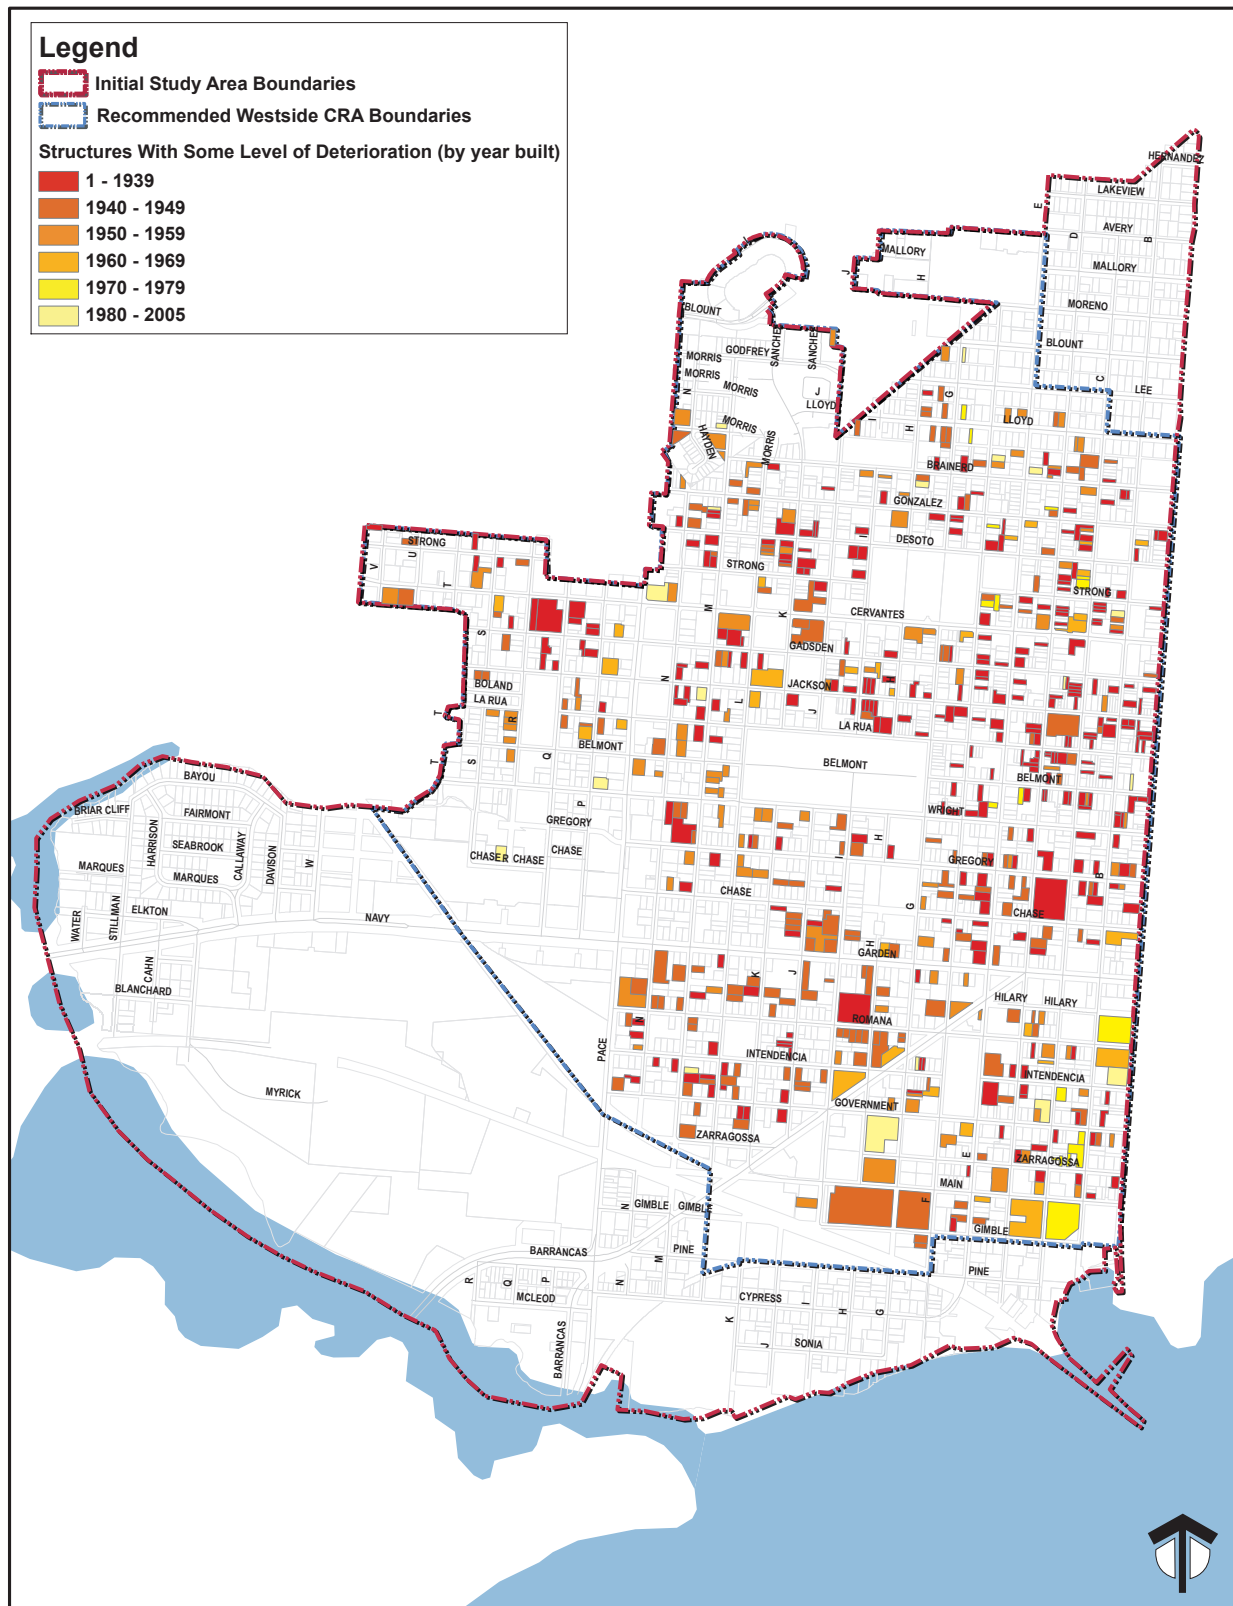 Legend
Initial Study Area Boundaries
Recommended Westside CRA Boundaries
Structures With Some Level of Deterioration (by year built)
1 - 1939
1940 - 1949
1950 - 1959
1960 - 1969
1970 - 1979
1980 - 2005
HERNANDEZ
LAKEVIEW
E
AVERY
D
B
MALLORY
MALLORY
J
H
MORENO
BLOUNT
BLOUNT
SANCHE
SANCHE
GODFREY
MORRIS
MORRIS
C
LEE
N
MORRIS
J
G
LLOYD
LLOYD
I
H
MORRIS
HAYDEN
MORRIS
BRAINERD
GONZALEZ
I
DESOTO
STRONG
U
V
T
STRONG
STRONG
M
K
CERVANTES
S
GADSDEN
N
H
BOLAND
JACKSON
LA RUA
L
J
T
R
LA RUA
BELMONT
Q
T
S
BELMONT
BELMONT
BAYOU
P
BRIAR CLIFF
FAIRMONT
WRIGHT
GREGORY
HARRISON
SEABROOK
CALLAWAY
DAVISON
W
H
CHASE
R
CHASE
CHASE
I
GREGORY
MARQUES
MARQUES
CHASE
B
ELKTON
STILLMAN
WATER
NAVY
G
CHASE
H
GARDEN
CAHN
BLANCHARD
K
J
HILARY
HILARY
N
ROMANA
PACE
INTENDENCIA
INTENDENCIA
MYRICK
GOVERNMENT
ZARRAGOSSA
E
ZARRAGOSSA
MAIN
F
N
GIMBLE
GIMBLE
GIMBLE
BARRANCAS
M
PINE
PINE
R
Q
P
N
MCLEOD
CYPRESS
I
H
G
K
J
SONIA
BARRANCAS